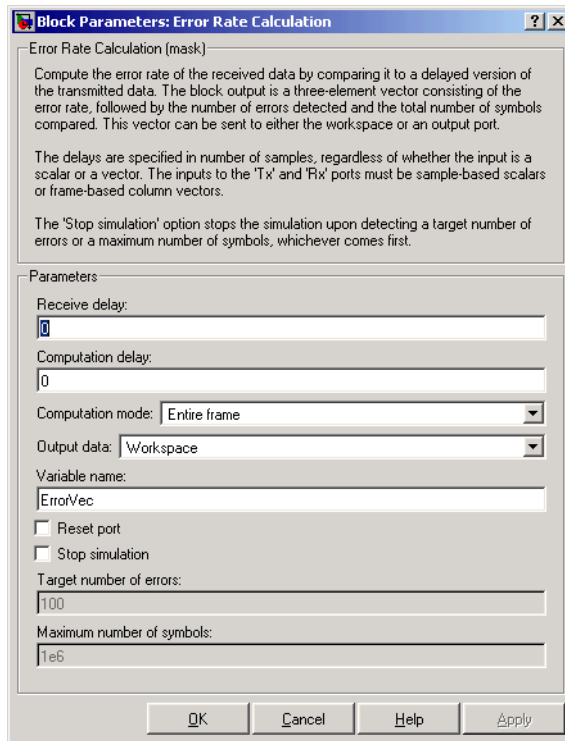 Block Parameters: Error Rate Calculation
Error Rate Calculation (mask)
Compute the error rate of the received data by comparing it to a delayed version of
the transmitted data. The block output is a three-element vector consisting of the
error rate, followed by the number of errors detected and the total number of symbols
compared. This vector can be sent to either the workspace or an output port.
The delays are specified in number of samples, regardless of whether the input is a
scalar or a vector. The inputs to the 'Tx' and 'Rx' ports must be sample-based scalars
or frame-based column vectors.
The 'Stop simulation' option stops the simulation upon detecting a target number of
errors or a maximum number of symbols, whichever comes first.
Parameters
Receive delay:
0
Computation delay:
0
Computation mode: Entire frame
Output data: Workspace
Variable name:
ErrorVec
Reset port
Stop simulation
Target number of errors:
100
Maximum number of symbols:
1e6
OK Cancel Help Apply